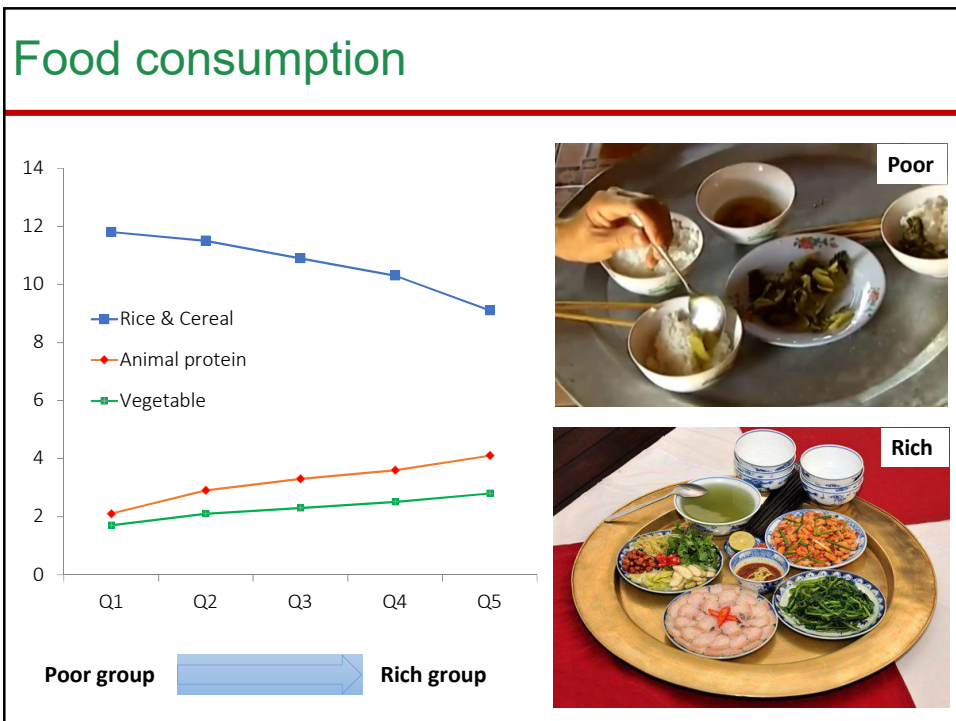 Food consumption
14
12
10
8
6
4
2
0
Rice & Cereal
Animal protein
Vegetable
Q1 Q2 Q3 Q4 Q5
Poor group Rich group
Poor
Rich